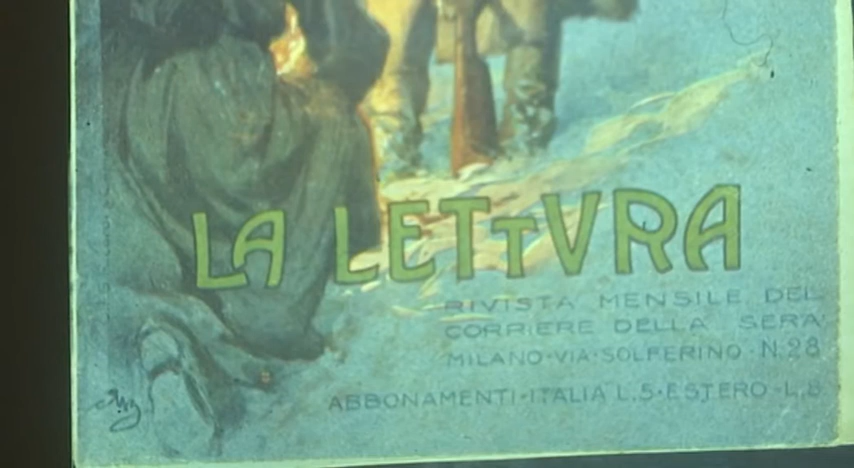 LA LETTVRA
RIVISTA MENSILE DEL
CORRIERE DELLA SERA
MILANO·VIA·SOLFERINO·N.28
ABBONAMENTI·ITALIA L.5·ESTERO·L.8